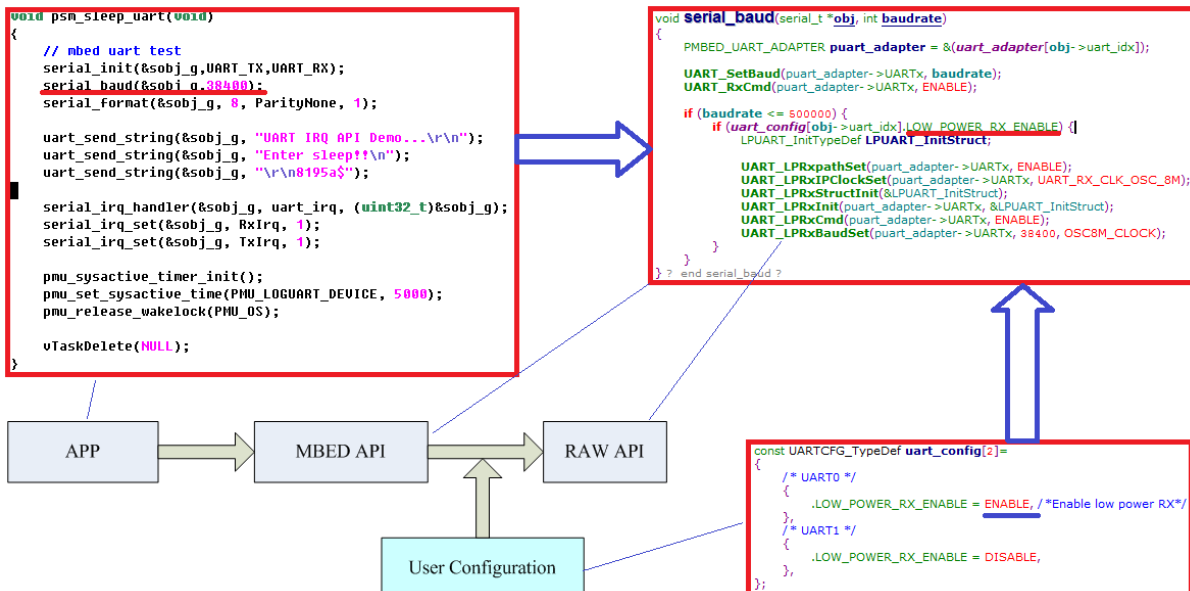 void psm_sleep_uart(void)
{
// mbed uart test
serial_init(&sobj_g,UART_TX,UART_RX);
serial_baud(&sobj_g,38400);
serial_format(&sobj_g, 8, ParityNone, 1);
uart_send_string(&sobj_g, "UART IRQ API Demo...\r\n");
uart_send_string(&sobj_g, "Enter sleep!!\n");
uart_send_string(&sobj_g, "\r\n8195a$");
serial_irq_handler(&sobj_g, uart_irq, (uint32_t)&sobj_g);
serial_irq_set(&sobj_g, RxIrq, 1);
serial_irq_set(&sobj_g, TxIrq, 1);
pmu_sysactive_timer_init();
pmu_set_sysactive_time(PMU_LOGUART_DEVICE, 5000);
pmu_release_wakelock(PMU_OS);
vTaskDelete(NULL);
}
void serial_baud(serial_t *obj, int baudrate)
{
PMBED_UART_ADAPTER puart_adapter = &(uart_adapter[obj->uart_idx]);
UART_SetBaud(puart_adapter->UARTx, baudrate);
UART_RxCmd(puart_adapter->UARTx, ENABLE);
if (baudrate <= 500000) {
if (uart_config[obj->uart_idx].LOW_POWER_RX_ENABLE) {
LPUART_InitTypeDef LPUART_InitStruct;
UART_LPRxpathSet(puart_adapter->UARTx, ENABLE);
UART_LPRxIPClockSet(puart_adapter->UARTx, UART_RX_CLK_OSC_8M);
UART_LPRxStructInit(&LPUART_InitStruct);
UART_LPRxInit(puart_adapter->UARTx, &LPUART_InitStruct);
UART_LPRxCmd(puart_adapter->UARTx, ENABLE);
UART_LPRxBaudSet(puart_adapter->UARTx, 38400, OSC8M_CLOCK);
}
}
} ? end serial_baud ?
APP
MBED API
RAW API
User Configuration
const UARTCFG_TypeDef uart_config[2]=
{
/* UART0 */
{
.LOW_POWER_RX_ENABLE = ENABLE, /*Enable low power RX*/
},
/* UART1 */
{
.LOW_POWER_RX_ENABLE = DISABLE,
},
};